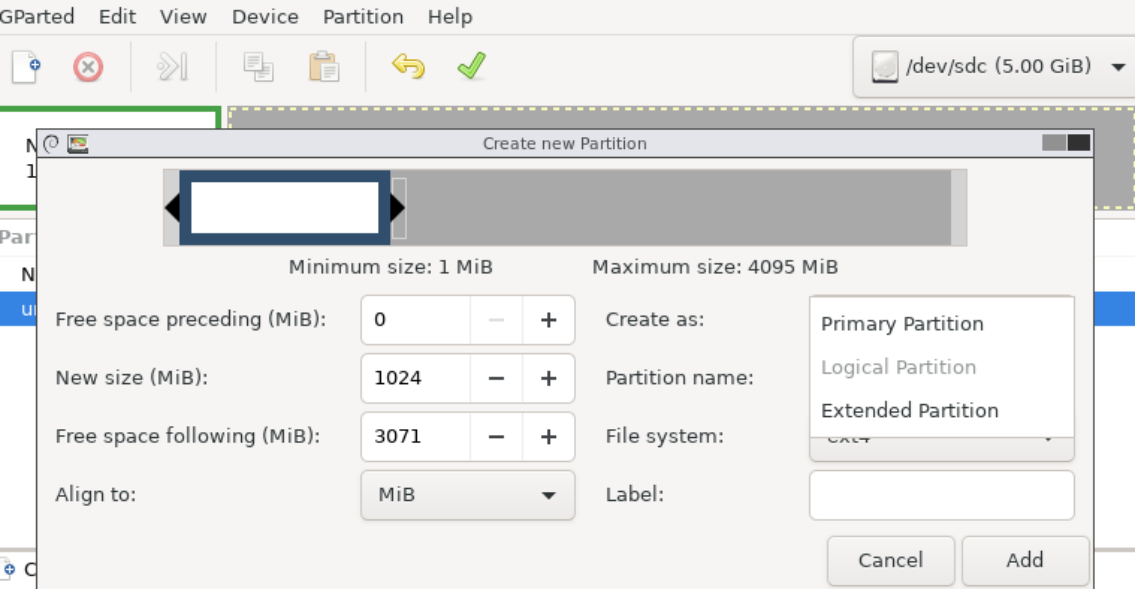 GParted Edit View Device Partition Help
/dev/sdc (5.00 GiB)
Create new Partition
Minimum size: 1 MiB Maximum size: 4095 MiB
Free space preceding (MiB): 0 Create as: Primary Partition
Logical Partition
New size (MiB): 1024 Partition name:
Extended Partition
Free space following (MiB): 3071 File system: ext4
Align to: MiB Label:
Cancel Add